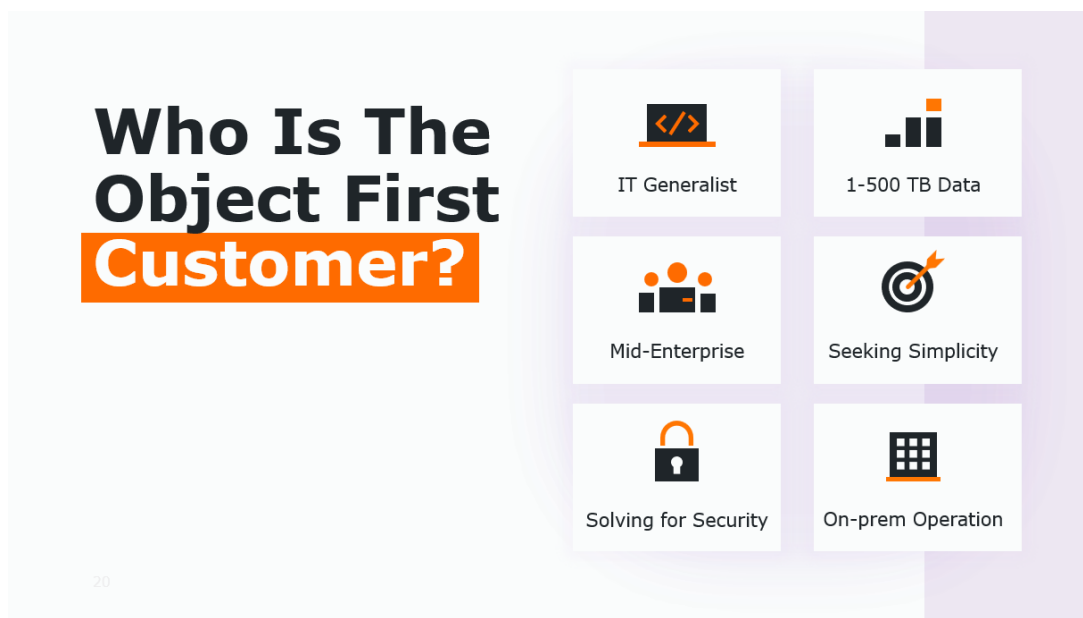 Who Is The
Object First
Customer?
IT Generalist
1-500 TB Data
Mid-Enterprise
Seeking Simplicity
Solving for Security
On-prem Operation
20